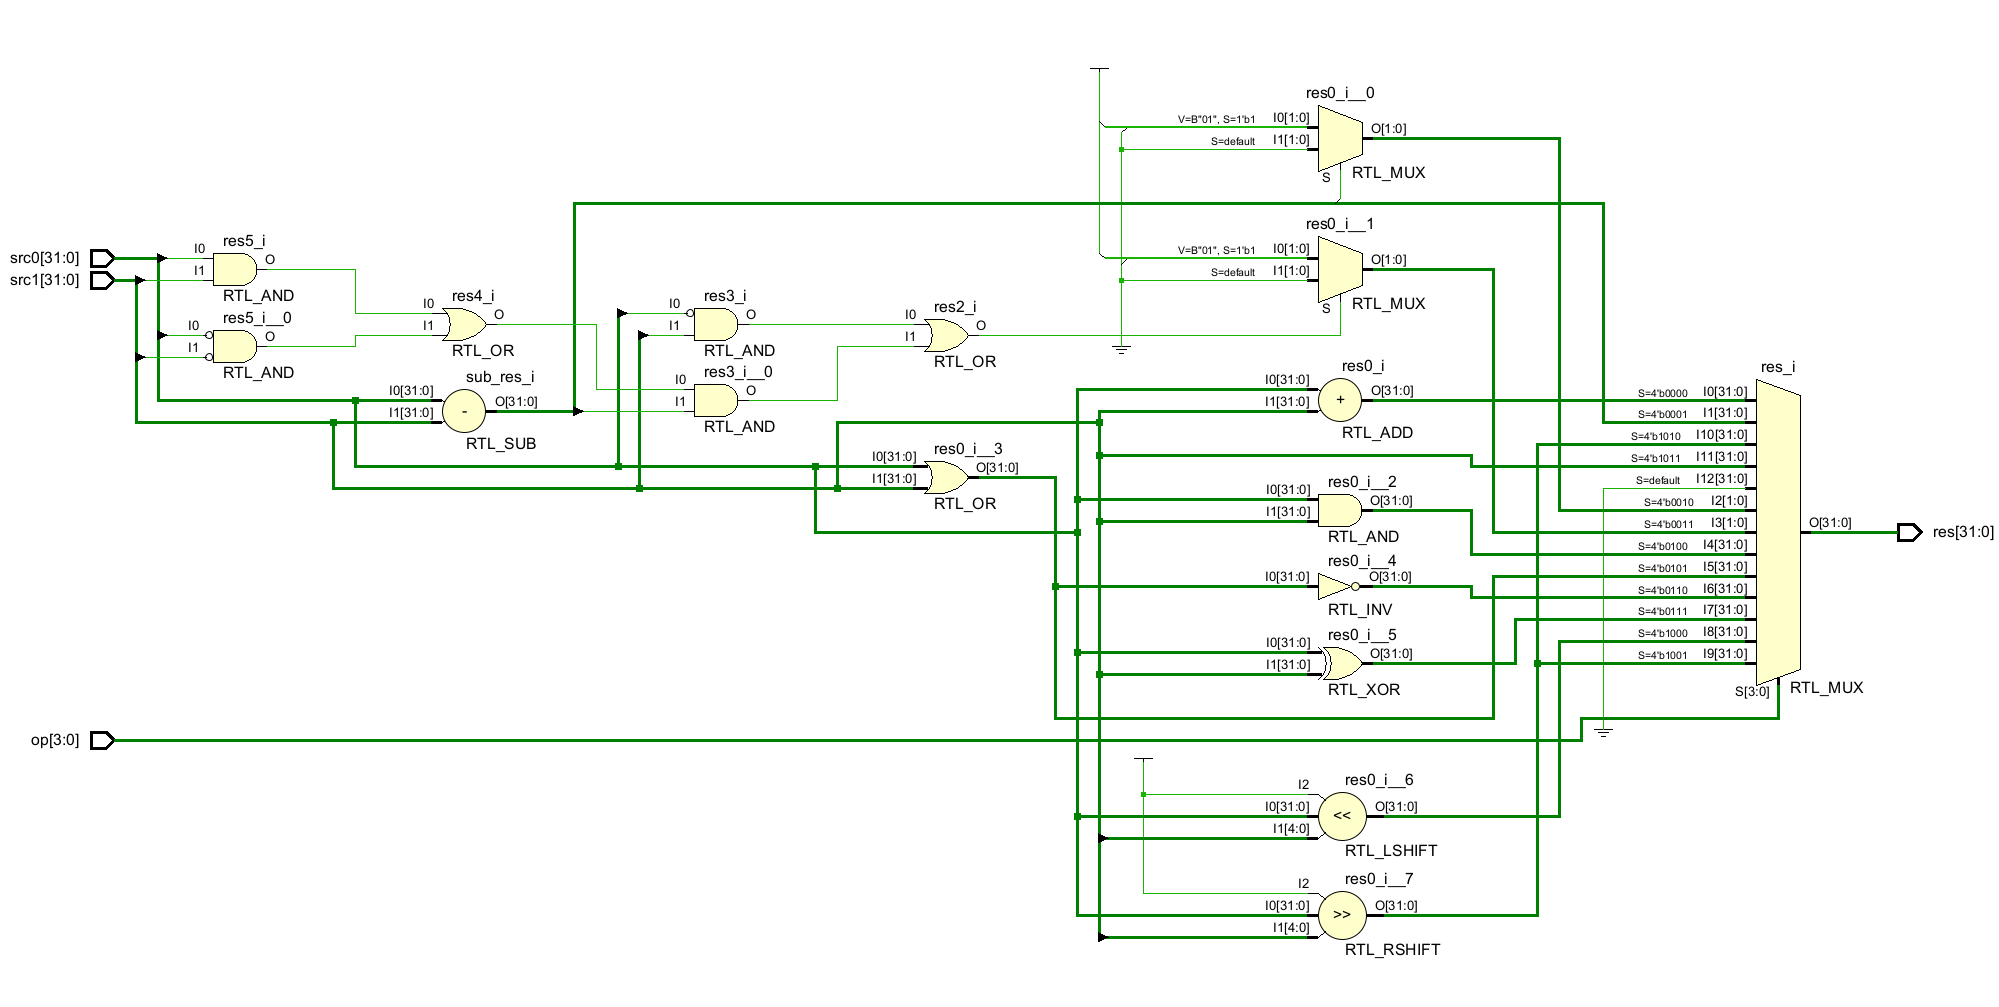 res0_i__0
V=B"01", S=1'b1
I0[1:0]
O[1:0]
S=default
I1[1:0]
RTL_MUX
S
res0_i__1
V=B"01", S=1'b1
I0[1:0]
O[1:0]
S=default
I1[1:0]
RTL_MUX
S
src0[31:0]
src1[31:0]
res5_i
I0
I1
O
RTL_AND
res5_i__0
I0
I1
O
RTL_AND
res4_i
I0
I1
O
RTL_OR
sub_res_i
I0[31:0]
I1[31:0]
-
O[31:0]
RTL_SUB
res3_i
I0
I1
O
RTL_AND
res3_i__0
I0
I1
O
RTL_AND
res2_i
I0
I1
O
RTL_OR
res0_i__3
I0[31:0]
I1[31:0]
O[31:0]
RTL_OR
res0_i
I0[31:0]
I1[31:0]
+
O[31:0]
RTL_ADD
res0_i__2
I0[31:0]
I1[31:0]
O[31:0]
RTL_AND
res0_i__4
I0[31:0]
O[31:0]
RTL_INV
res0_i__5
I0[31:0]
I1[31:0]
O[31:0]
RTL_XOR
res_i
S=4'b0000 I0[31:0]
S=4'b0001 I1[31:0]
S=4'b1010 I10[31:0]
S=4'b1011 I11[31:0]
S=default I12[31:0]
S=4'b0010 I2[1:0]
S=4'b0011 I3[1:0]
S=4'b0100 I4[31:0]
S=4'b0101 I5[31:0]
S=4'b0110 I6[31:0]
S=4'b0111 I7[31:0]
S=4'b1000 I8[31:0]
S=4'b1001 I9[31:0]
S[3:0]
RTL_MUX
O[31:0]
res[31:0]
op[3:0]
res0_i__6
I2
I0[31:0]
I1[4:0]
<<
O[31:0]
RTL_LSHIFT
res0_i__7
I2
I0[31:0]
I1[4:0]
>>
O[31:0]
RTL_RSHIFT